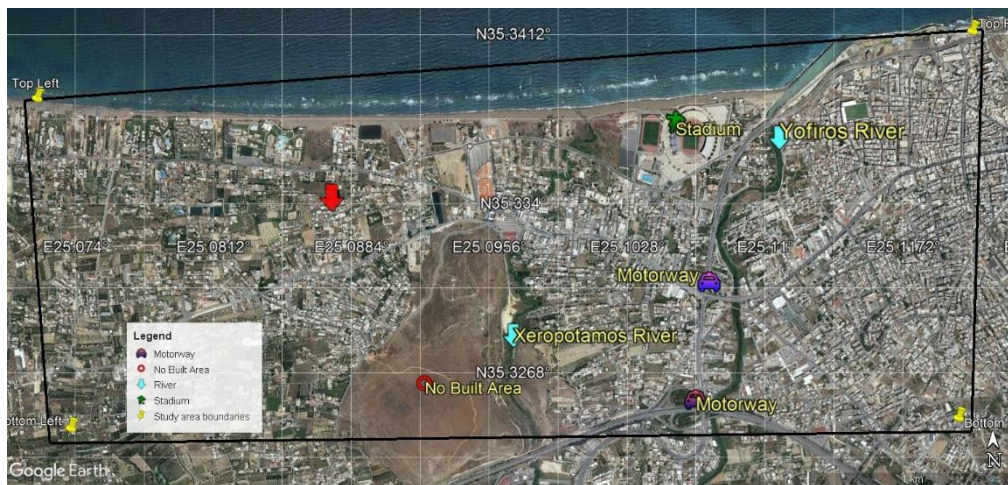 N35.3412°
Top R
Top Left
Stadium
Yofiros River
N35.334°
E25.074°
E25.0812°
E25.0884°
E25.0956°
E25.1028°
E25.11°
E25.1172°
Motorway
Xeropotamos River
Legend
Motorway
No Built Area
River
Stadium
Study area boundaries
N35.3268°
No Built Area
Motorway
ottom Left
Bottom
N
Google Earth
1 km